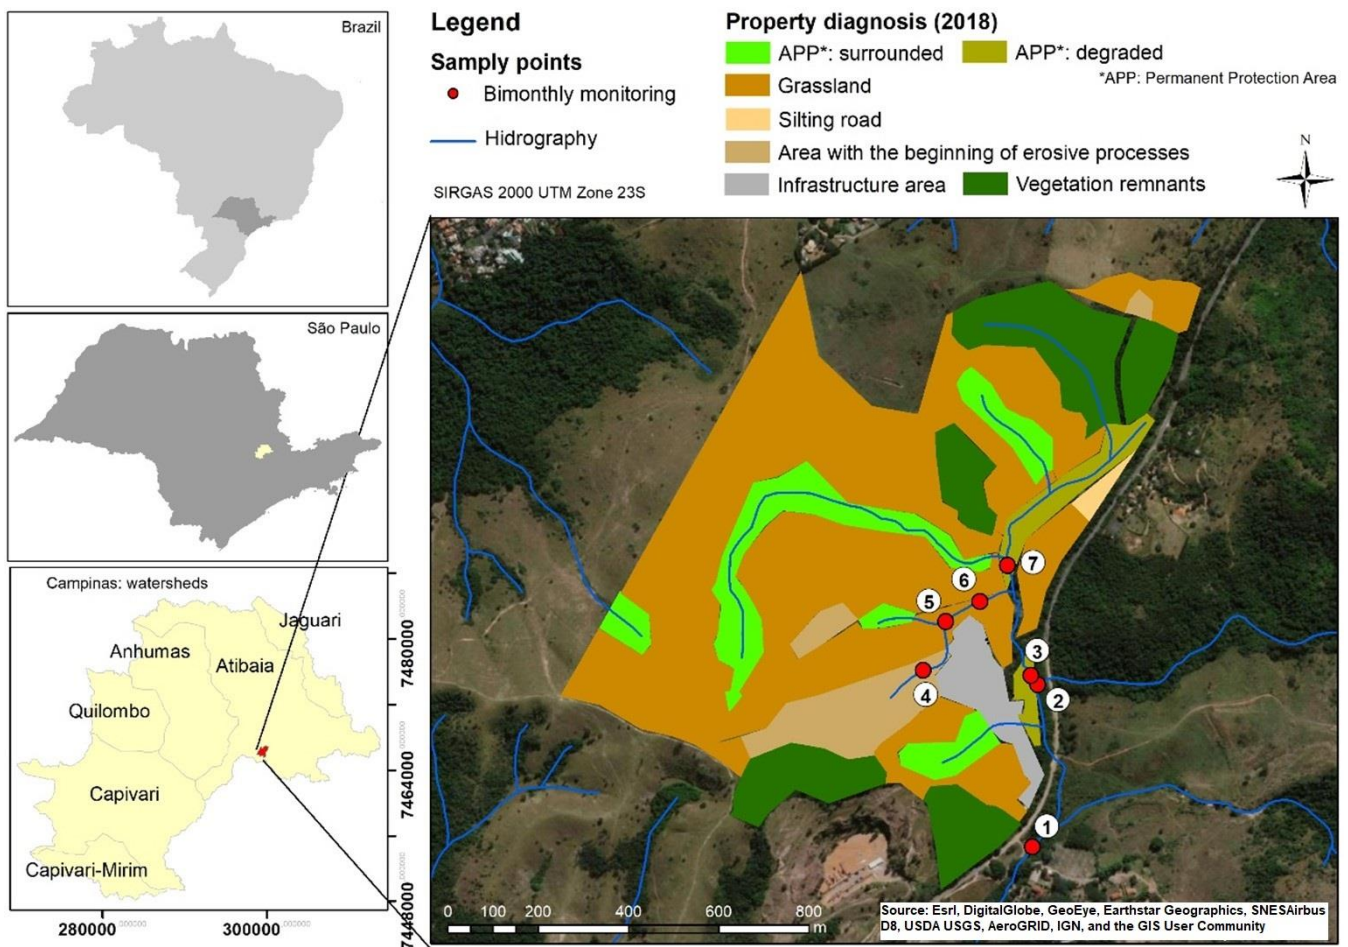 Brazil
São Paulo
Campinas: watersheds
Jaguari
Anhumas
Atibaia
Quilombo
Capivari
Capivari-Mirim
280000
300000
7480000
7464000
7448000
Legend
Samply points
Bimonthly monitoring
Hidrography
SIRGAS 2000 UTM Zone 23S
Property diagnosis (2018)
APP*: surrounded
APP*: degraded
*APP: Permanent Protection Area
Grassland
Silting road
Area with the beginning of erosive processes
Infrastructure area
Vegetation remnants
N
7
6
5
3
4
2
1
0 100 200 400 600 800
m
Source: Esri, DigitalGlobe, GeoEye, Earthstar Geographics, SNESAirbus
D8, USDA USGS, AeroGRID, IGN, and the GIS User Community